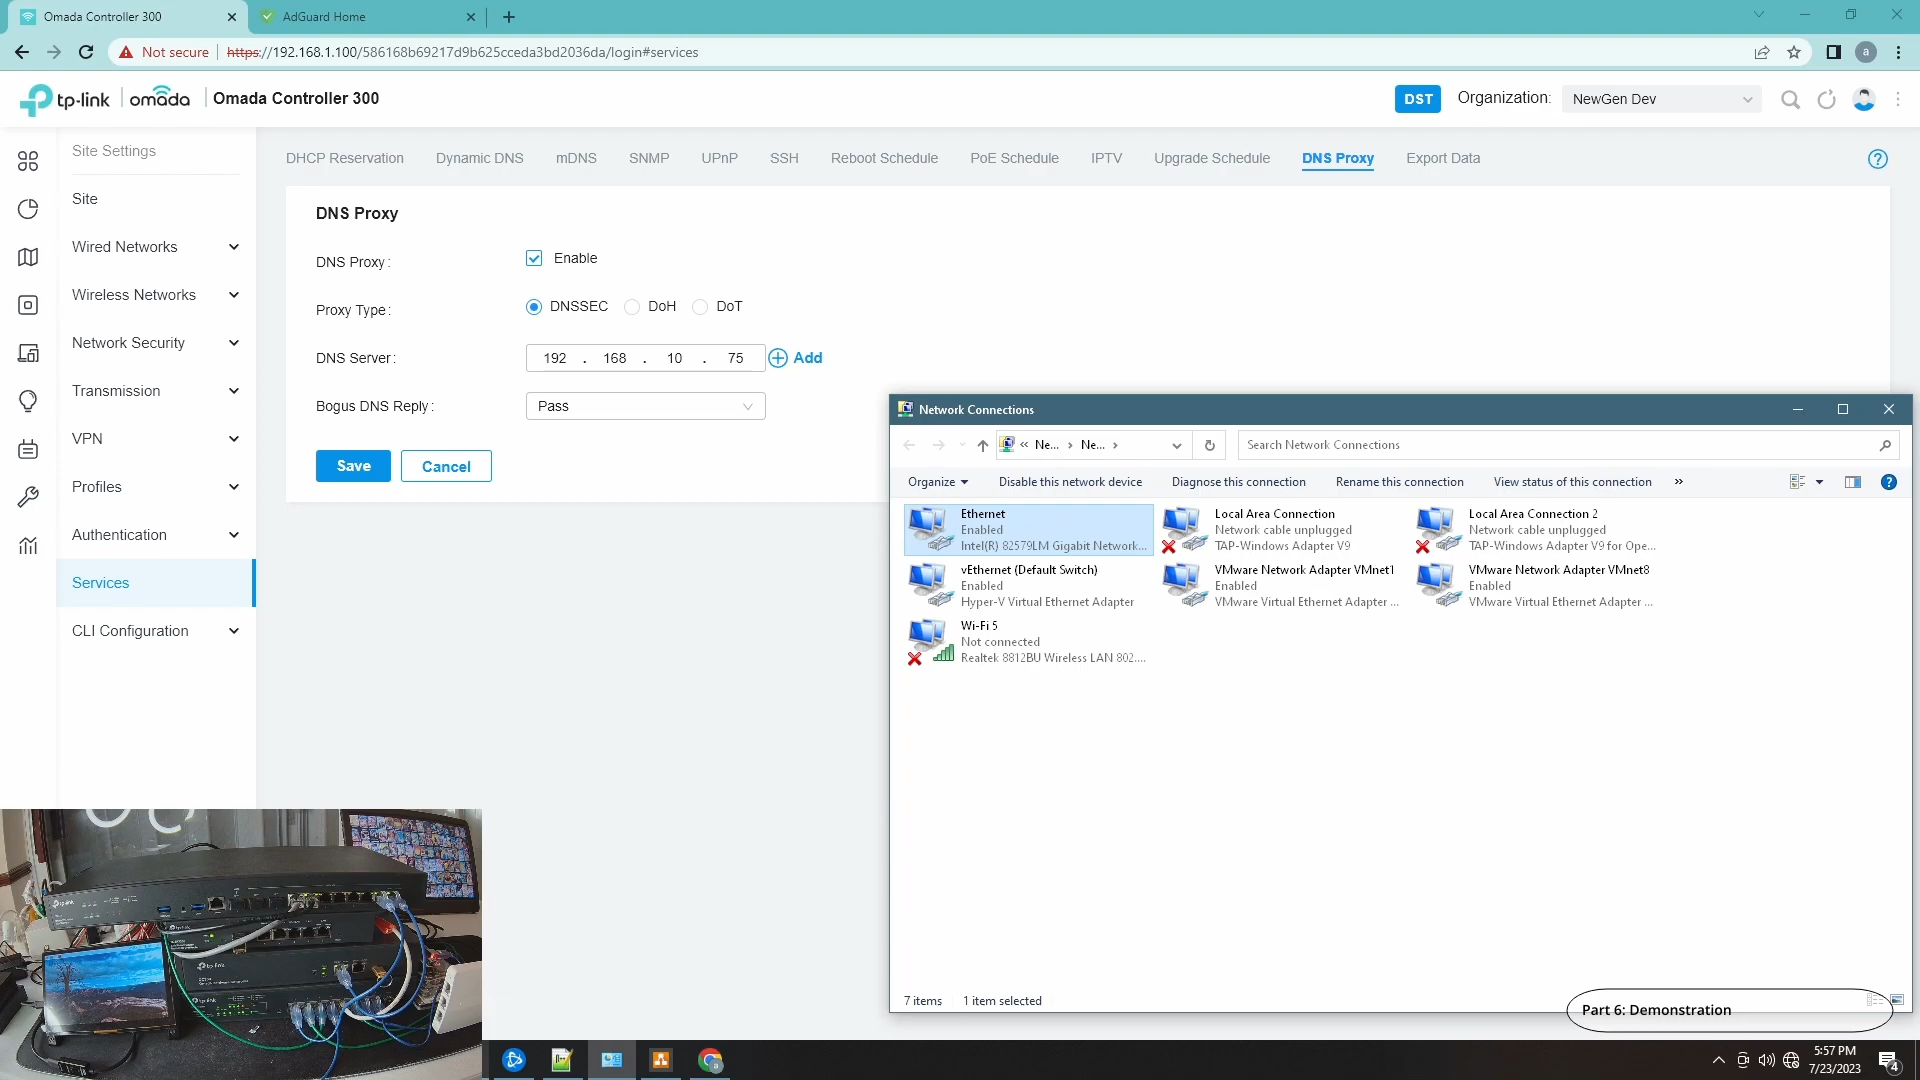 Omada Controller 300
AdGuard Home
Not secure
https://192.168.1.100/586168b69217d9b625cceda3bd2036da/login#services
a
tp-link
omada
Omada Controller 300
DST
Organization:
NewGen Dev
Site Settings
Site
Wired Networks
Wireless Networks
Network Security
Transmission
VPN
Profiles
Authentication
Services
CLI Configuration
DHCP Reservation
Dynamic DNS
mDNS
SNMP
UPnP
SSH
Reboot Schedule
PoE Schedule
IPTV
Upgrade Schedule
DNS Proxy
Export Data
DNS Proxy
DNS Proxy:
Enable
Proxy Type:
DNSSEC
DoH
DoT
DNS Server:
192 . 168 . 10 . 75
Add
Bogus DNS Reply:
Pass
Save
Cancel
Network Connections
« Ne... › Ne... ›
Search Network Connections
Organize
Disable this network device
Diagnose this connection
Rename this connection
View status of this connection
»
Ethernet
Enabled
Intel(R) 82579LM Gigabit Network...
Local Area Connection
Network cable unplugged
TAP-Windows Adapter V9
Local Area Connection 2
Network cable unplugged
TAP-Windows Adapter V9 for Ope...
vEthernet (Default Switch)
Enabled
Hyper-V Virtual Ethernet Adapter
VMware Network Adapter VMnet1
Enabled
VMware Virtual Ethernet Adapter ...
VMware Network Adapter VMnet8
Enabled
VMware Virtual Ethernet Adapter ...
Wi-Fi 5
Not connected
Realtek 8812BU Wireless LAN 802....
7 items
1 item selected
Part 6: Demonstration
tp-link
tp-link
tp-link
tp-link
5:57 PM
7/23/2023
4